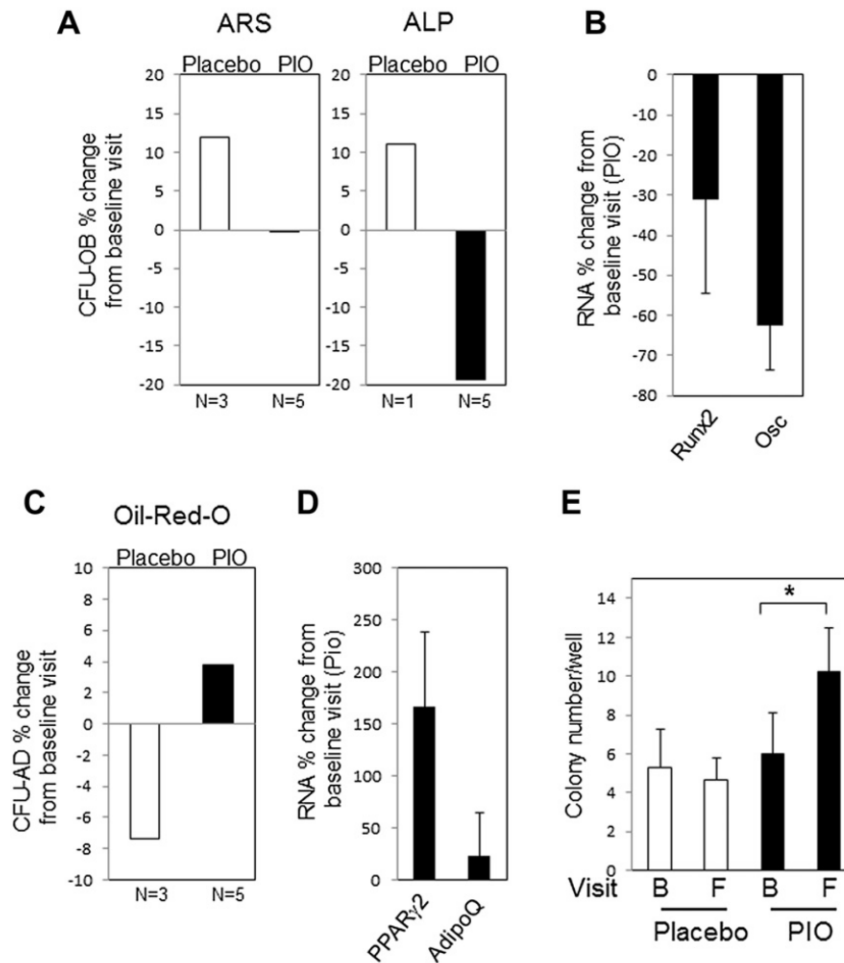 A
ARS
ALP
Placebo PIO
Placebo PIO
CFU-OB % change
from baseline visit
20
15
10
5
0
-5
-10
-15
-20
20
15
10
5
0
-5
-10
-15
-20
N=3 N=5
N=1 N=5
B
RNA % change from
baseline visit (PIO)
0
-10
-20
-30
-40
-50
-60
-70
-80
Runx2
Osc
C
Oil-Red-O
Placebo PIO
CFU-AD % change
from baseline visit
10
8
6
4
2
0
-2
-4
-6
-8
-10
N=3 N=5
D
RNA % change from
baseline visit (Pio)
300
250
200
150
100
50
0
PPARγ2
AdipoQ
E
Colony number/well
14
12
10
8
6
4
2
0
*
Visit B F B F
Placebo PIO